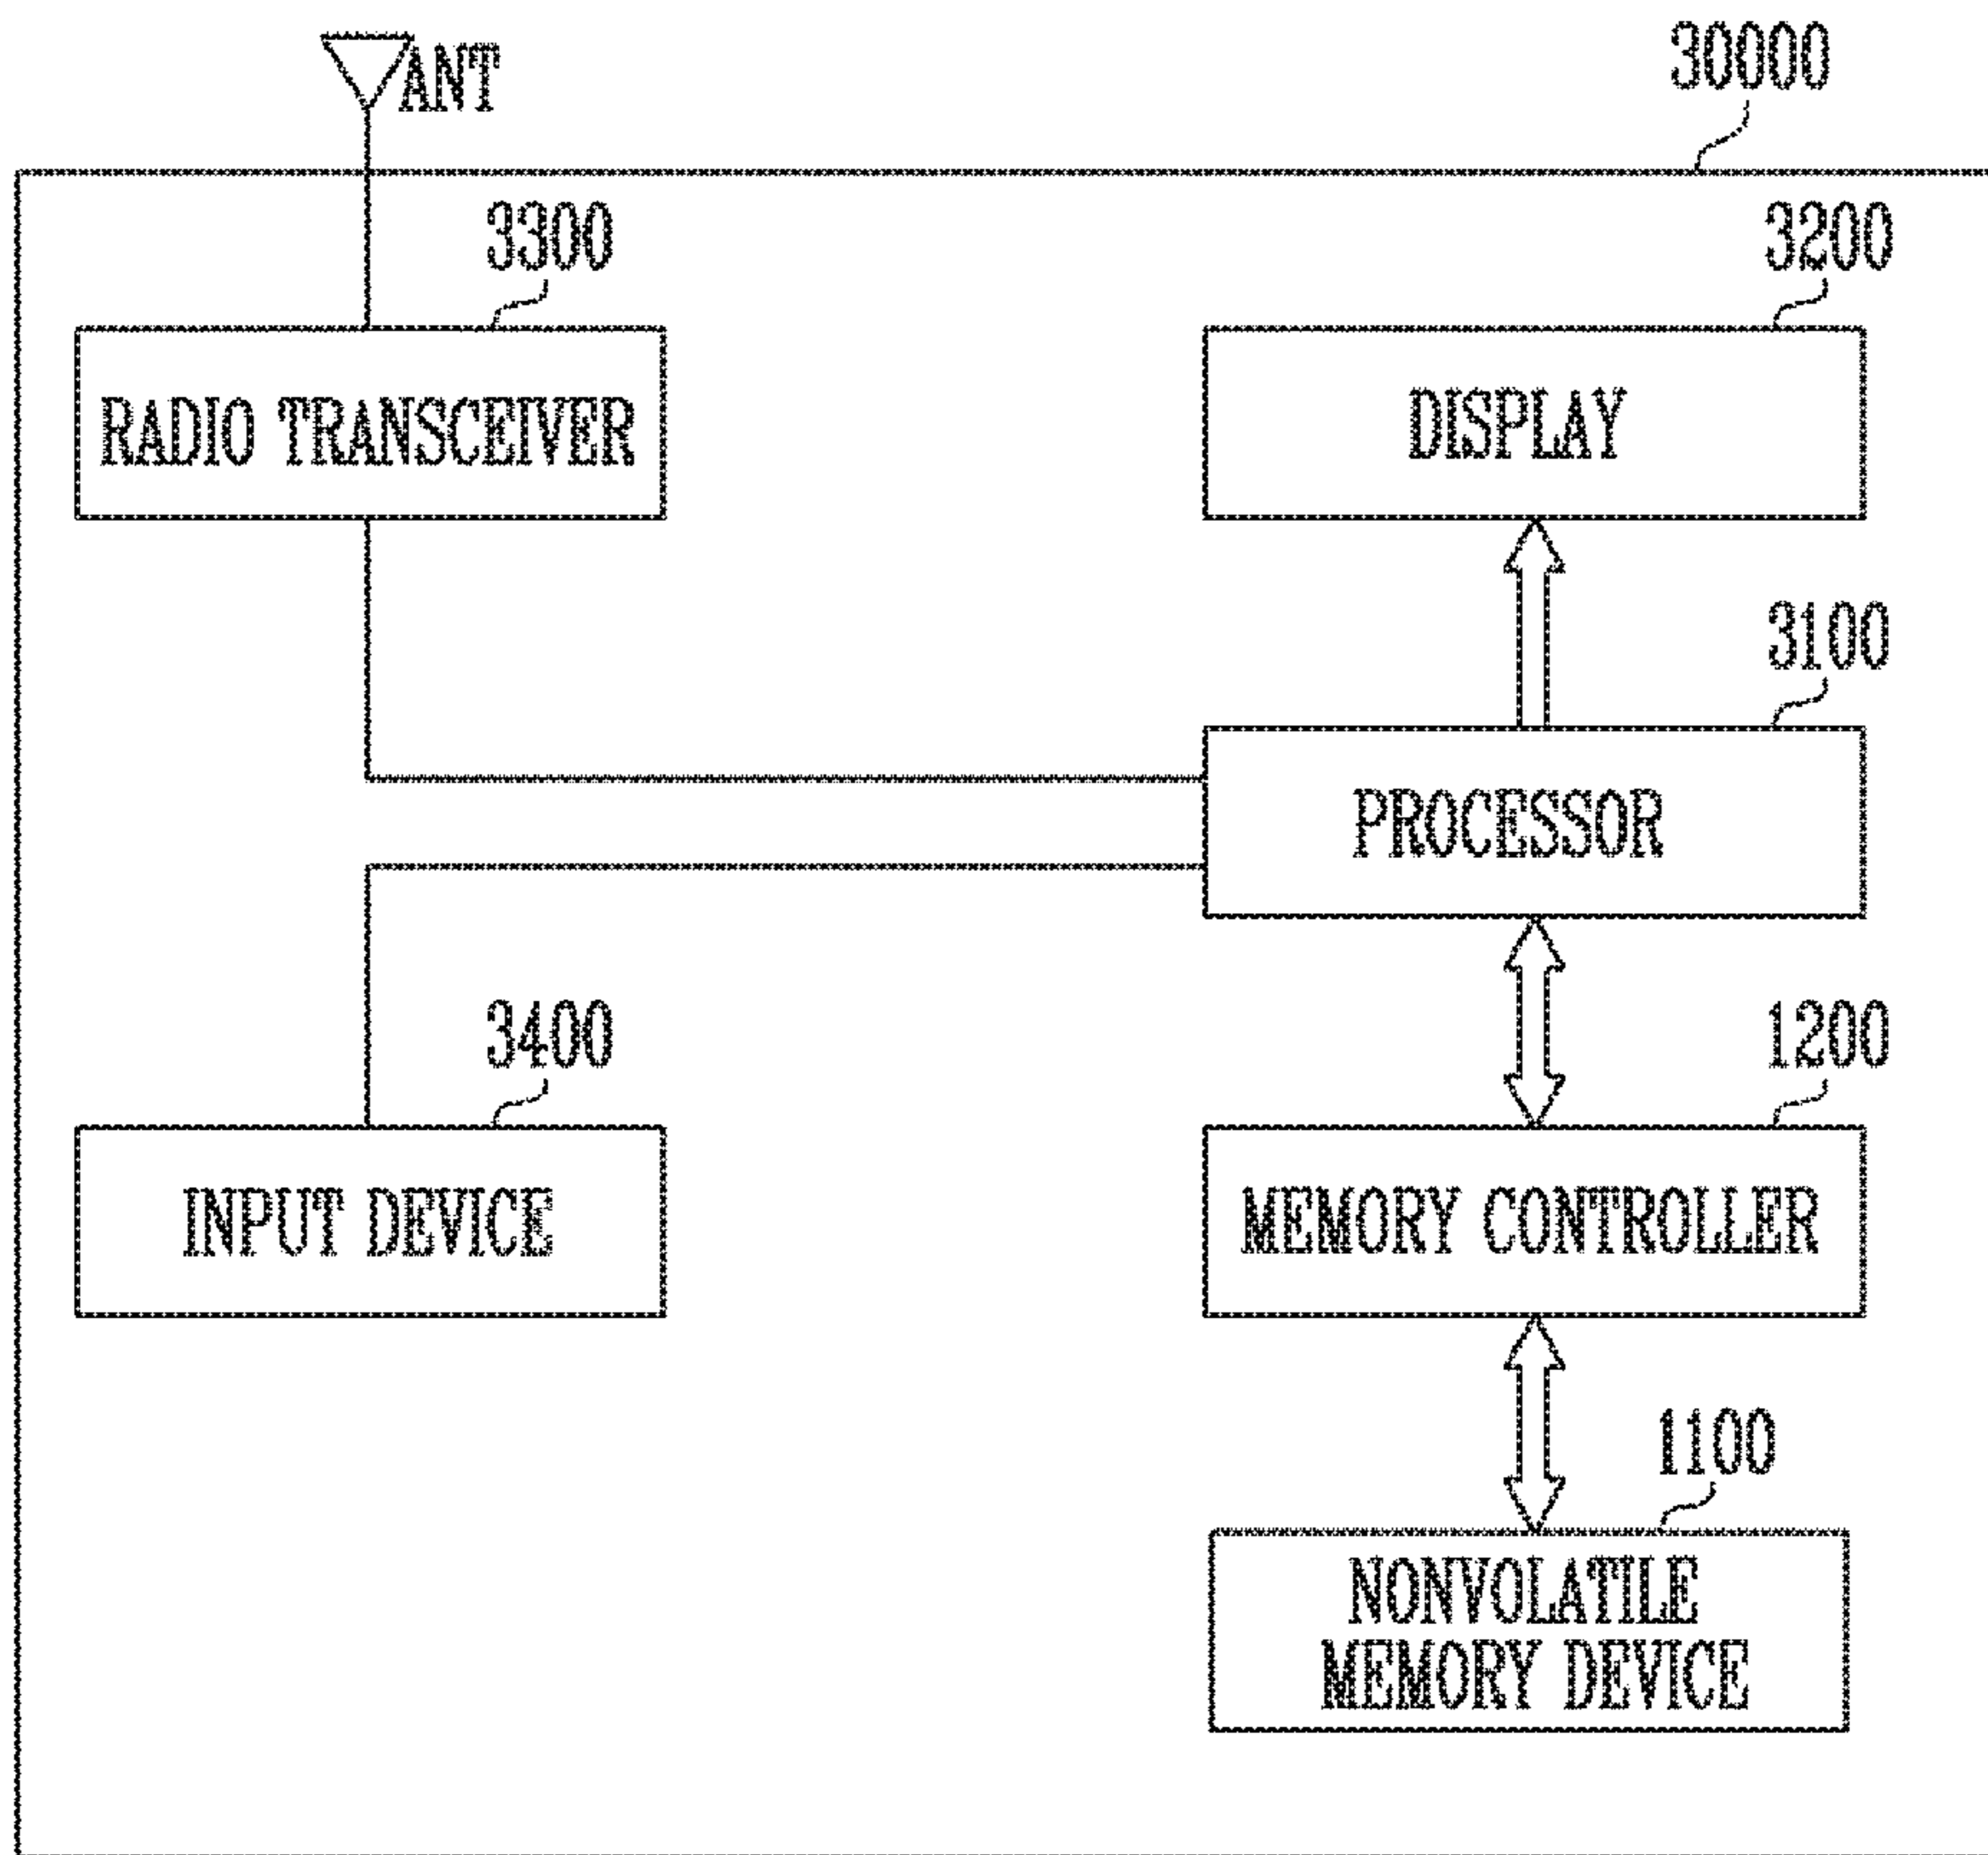 ANT
30000
3300
3200
RADIO TRANSCEIVER
DISPLAY
3100
PROCESSOR
3400
1200
INPUT DEVICE
MEMORY CONTROLLER
1100
NONVOLATILE
MEMORY DEVICE